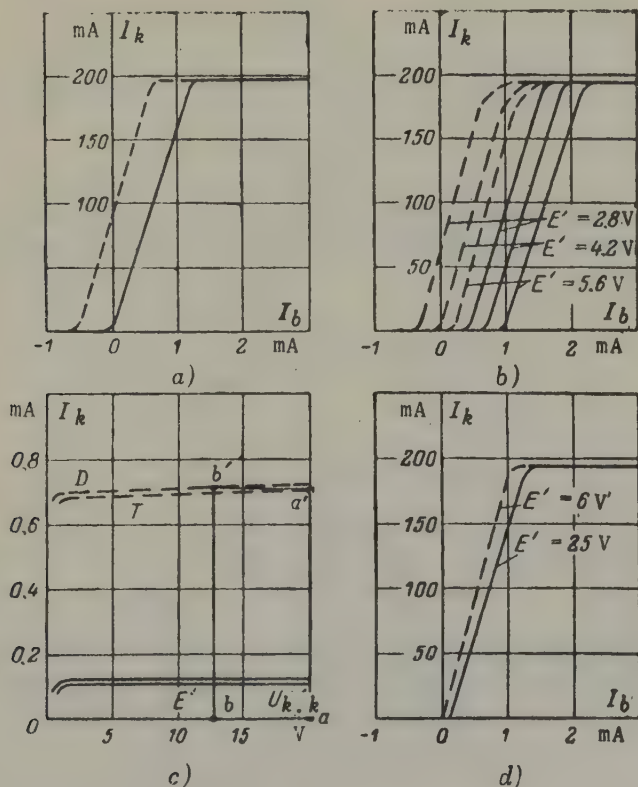 mA I_k
200
150
100
50
I_b
-1 0 1 2 mA
a)
mA I_k
200
150
100
50
E' = 2.8V
E' = 4.2V
E' = 5.6 V
I_b
-1 0 1 2 mA
b)
mA I_k
0.8
0.6
0.4
0.2
0
D
T
b'
a'
E' b U_k'.k a
5 10 15 V
c)
mA I_k
200
150
100
50
E' = 6 V
E' = 25 V
I_b
-1 0 1 2 mA
d)